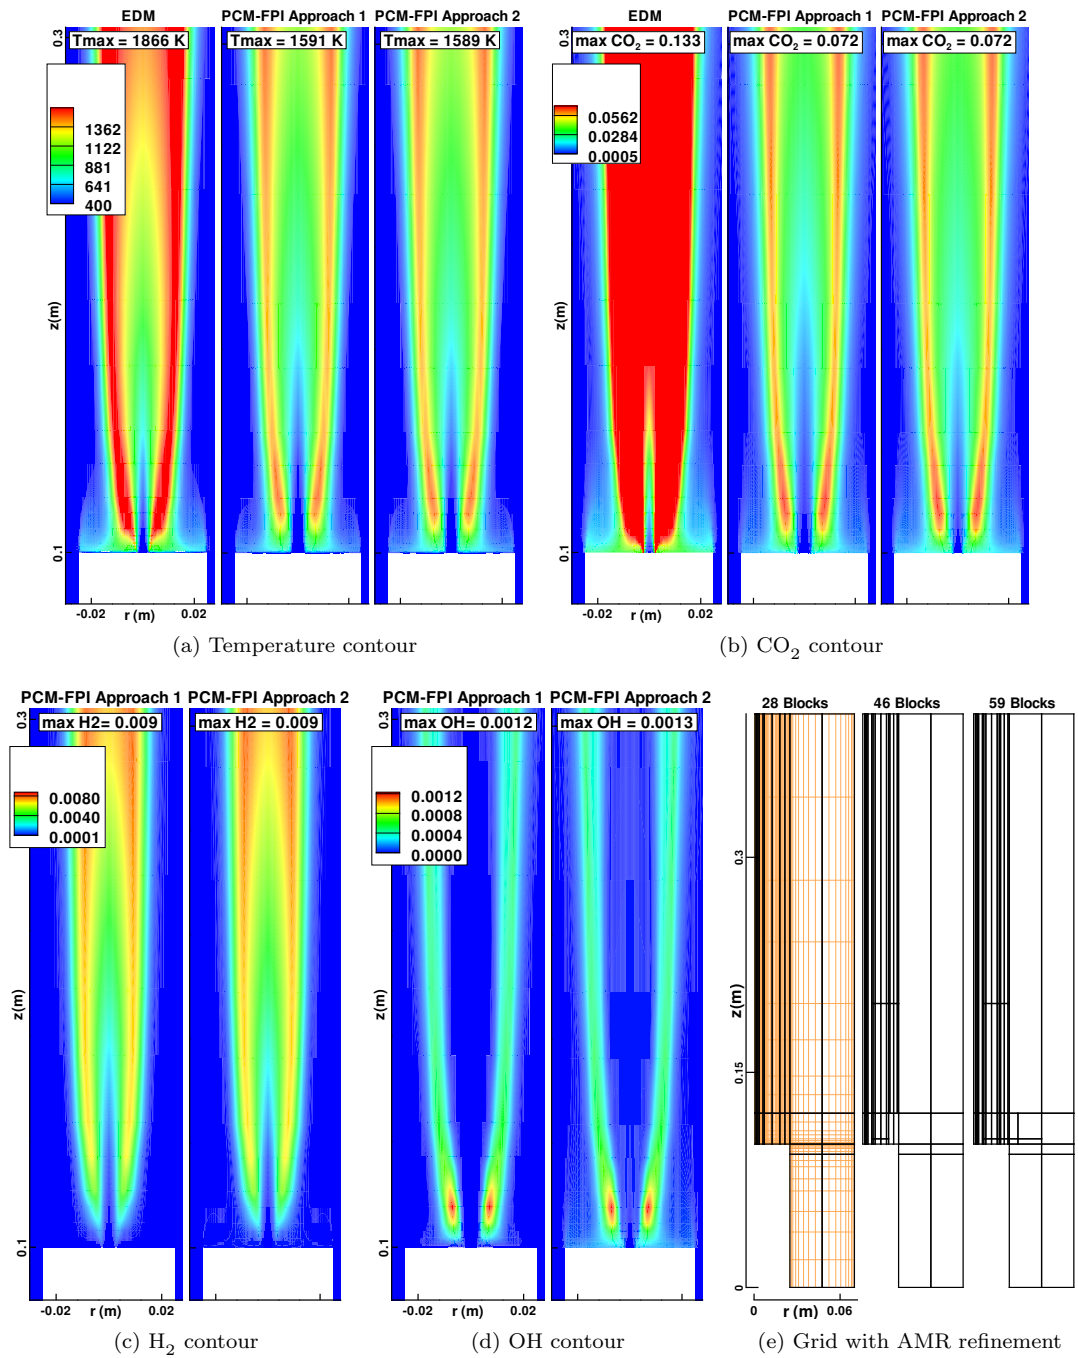 EDM PCM-FPI Approach 1 PCM-FPI Approach 2
Tmax = 1866 K Tmax = 1591 K Tmax = 1589 K
0.3
1362
1122
881
641
400
z(m)
0.1
-0.02 r (m) 0.02
(a) Temperature contour
EDM PCM-FPI Approach 1 PCM-FPI Approach 2
max CO2 = 0.133 max CO2 = 0.072 max CO2 = 0.072
0.3
0.0562
0.0284
0.0005
z(m)
0.1
-0.02 r (m) 0.02
(b) CO2 contour
PCM-FPI Approach 1 PCM-FPI Approach 2
max H2= 0.009 max H2 = 0.009
0.3
0.0080
0.0040
0.0001
z(m)
0.1
-0.02 r (m) 0.02
(c) H2 contour
PCM-FPI Approach 1 PCM-FPI Approach 2
max OH= 0.0012 max OH = 0.0013
0.3
0.0012
0.0008
0.0004
0.0000
z(m)
0.1
-0.02 r (m) 0.02
(d) OH contour
28 Blocks 46 Blocks 59 Blocks
0.3
z(m)
0.15
0
0 r (m) 0.06
(e) Grid with AMR refinement